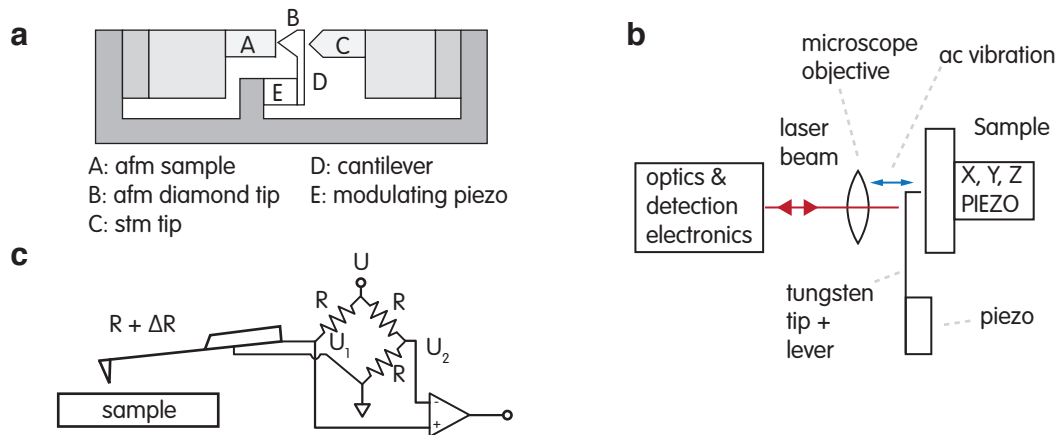 a
B
A
C
D
E
A: afm sample
B: afm diamond tip
C: stm tip
D: cantilever
E: modulating piezo
b
microscope
objective
ac vibration
laser
beam
Sample
optics &
detection
electronics
X, Y, Z
PIEZO
tungsten
tip +
lever
piezo
c
U
R
R
R + ΔR
U1
U2
R
-
+
sample